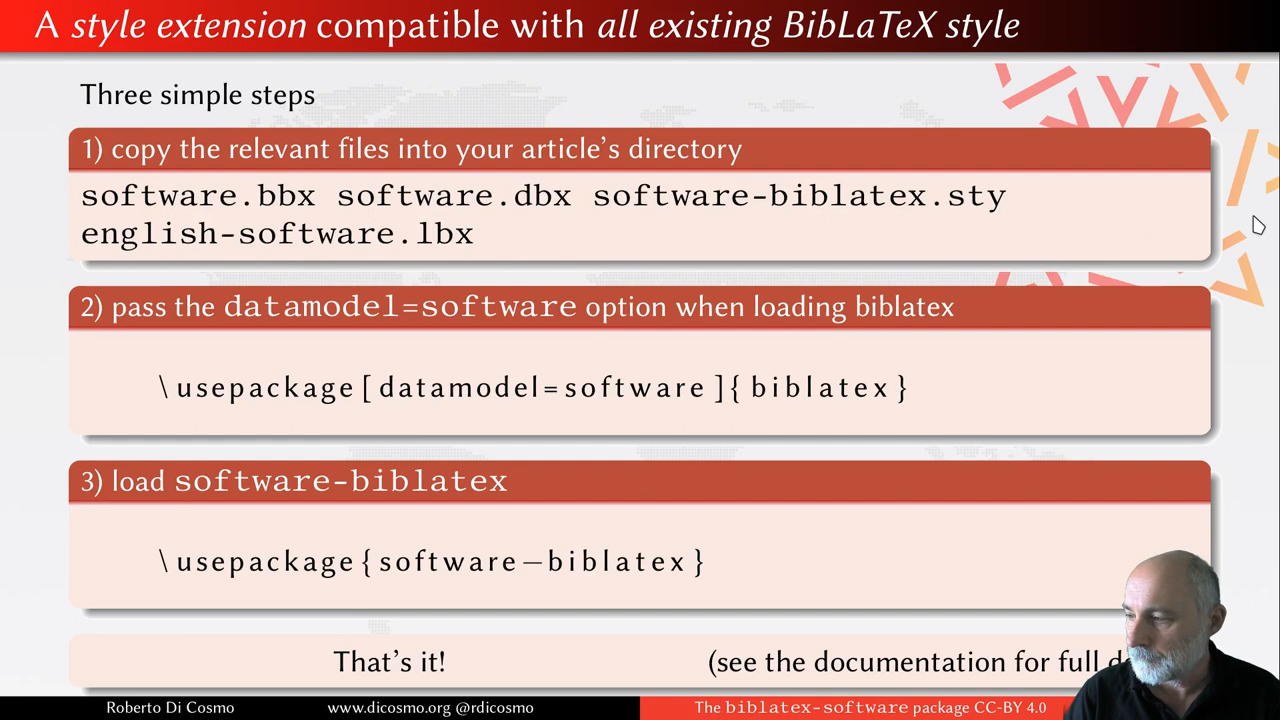 A style extension compatible with all existing BibLaTeX style
Three simple steps
1) copy the relevant files into your article's directory
software.bbx software.dbx software-biblatex.sty
english-software.lbx
2) pass the datamodel=software option when loading biblatex
\usepackage[datamodel=software]{biblatex}
3) load software-biblatex
\usepackage{software-biblatex}
That's it! (see the documentation for full
Roberto Di Cosmo www.dicosmo.org @rdicosmo The biblatex-software package CC-BY 4.0